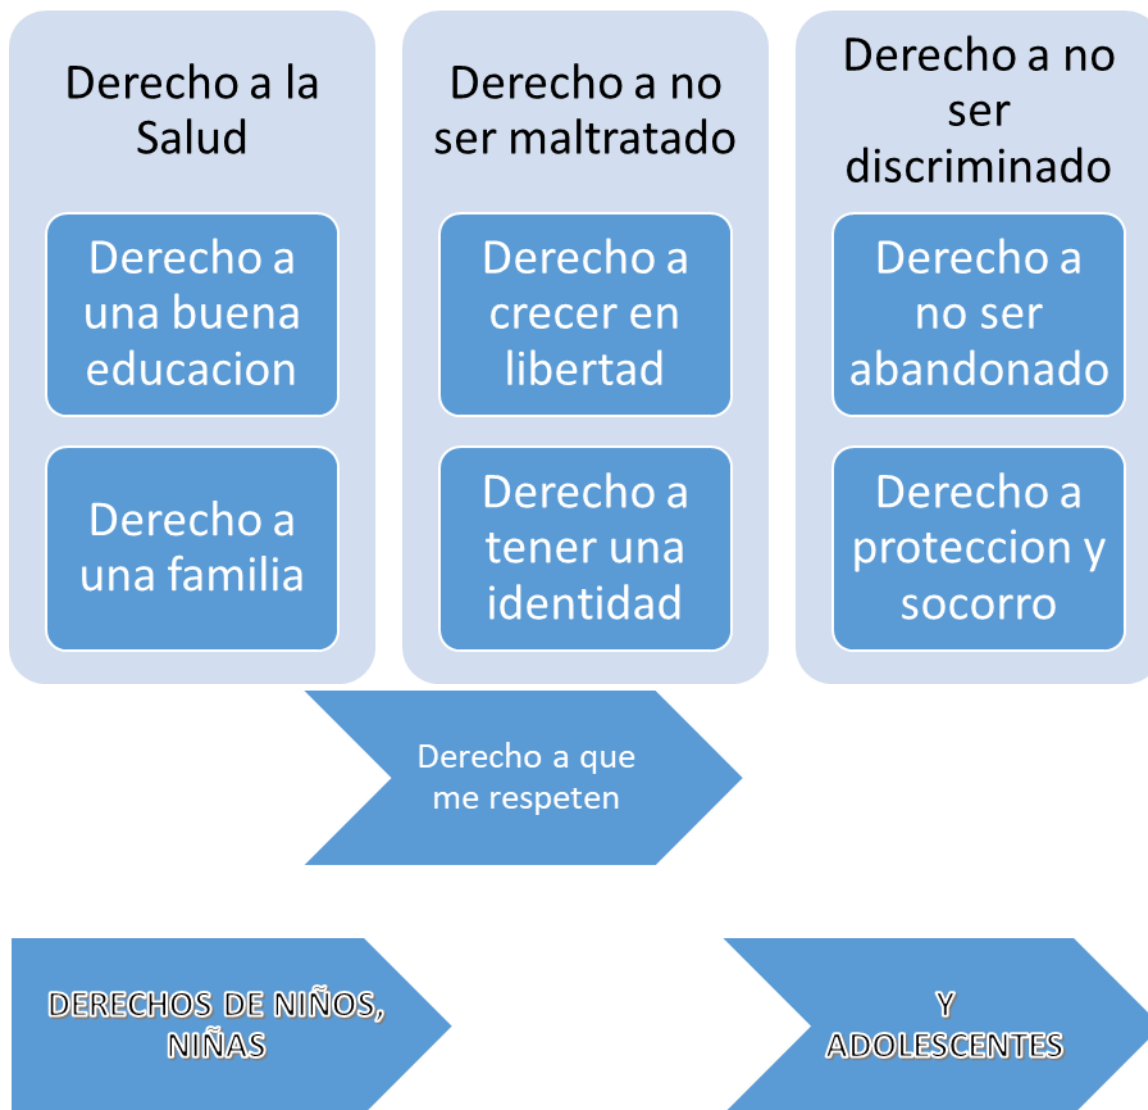 Derecho a la
Salud
Derecho a
una buena
educacion
Derecho a
una familia
Derecho a no
ser maltratado
Derecho a
crecer en
libertad
Derecho a
tener una
identidad
Derecho a no
ser
discriminado
Derecho a
no ser
abandonado
Derecho a
proteccion y
socorro
Derecho a que
me respeten
DERECHOS DE NIÑOS,
NIÑAS
Y
ADOLESCENTES